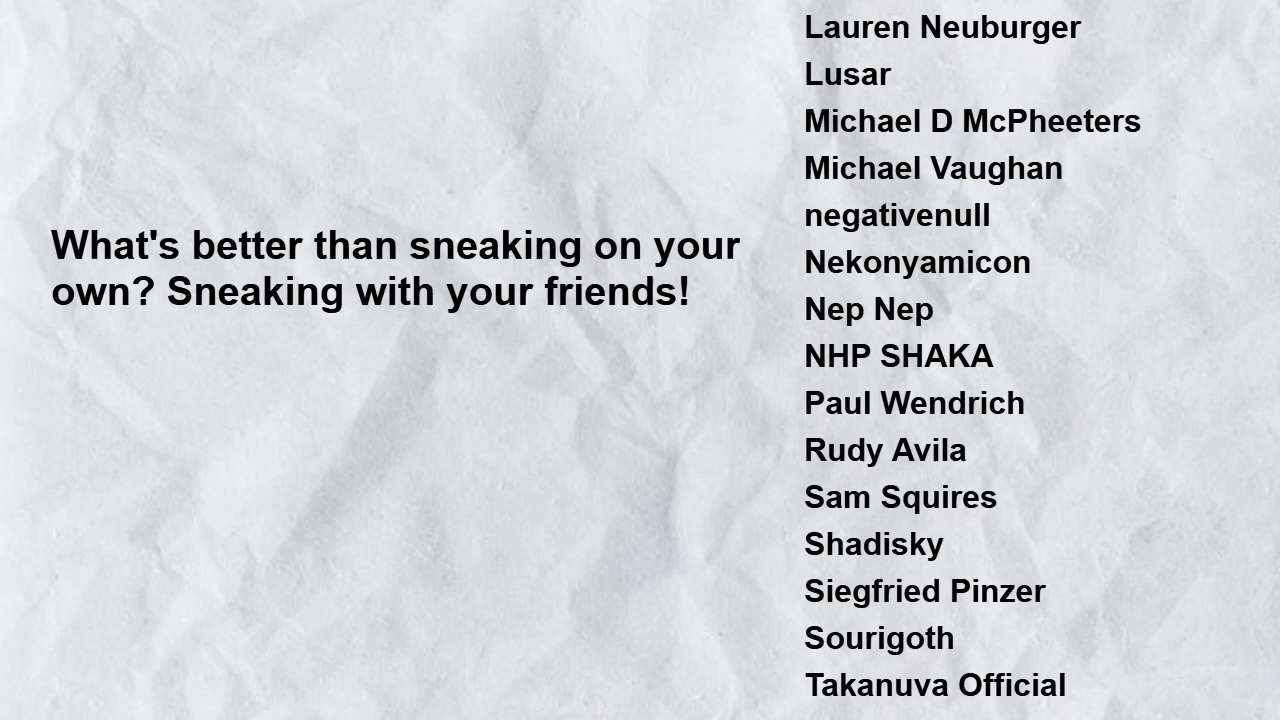 What's better than sneaking on your
own? Sneaking with your friends!
Lauren Neuburger
Lusar
Michael D McPheeters
Michael Vaughan
negativenull
Nekonyamicon
Nep Nep
NHP SHAKA
Paul Wendrich
Rudy Avila
Sam Squires
Shadisky
Siegfried Pinzer
Sourigoth
Takanuva Official